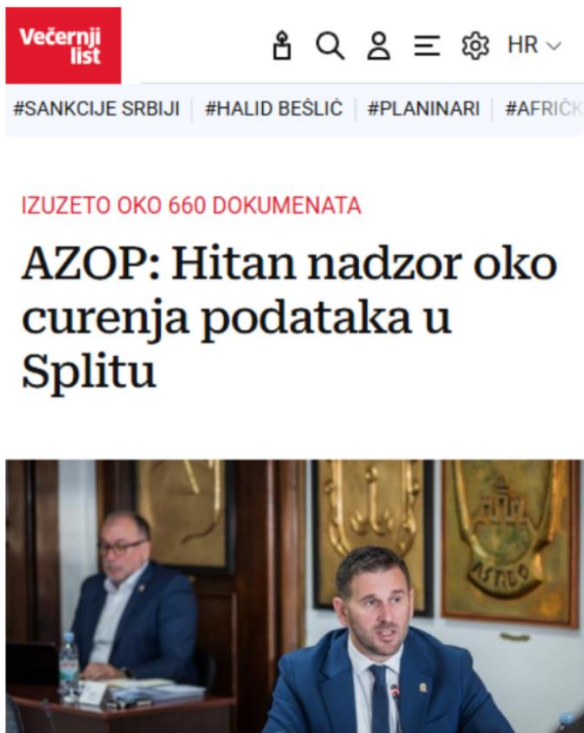 Večernji
list
HR
#SANKCIJE SRBIJI #HALID BEŠLIĆ #PLANINARI #AFRIČK
IZUZETO OKO 660 DOKUMENATA
AZOP: Hitan nadzor oko
curenja podataka u
Splitu